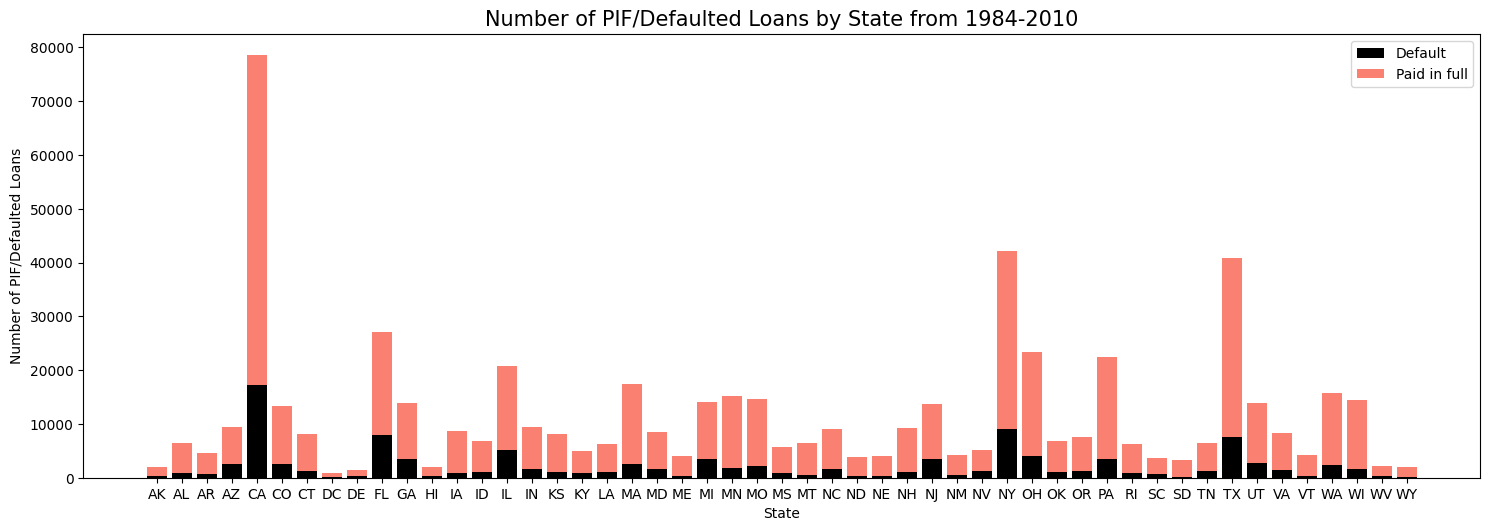 Number of PIF/Defaulted Loans by State from 1984-2010
Default
Paid in full
Number of PIF/Defaulted Loans
80000
70000
60000
50000
40000
30000
20000
10000
0
AK AL AR AZ CA CO CT DC DE FL GA HI IA ID IL IN KS KY LA MA MD ME MI MN MO MS MT NC ND NE NH NJ NM NV NY OH OK OR PA RI SC SD TN TX UT VA VT WA WI WV WY
State